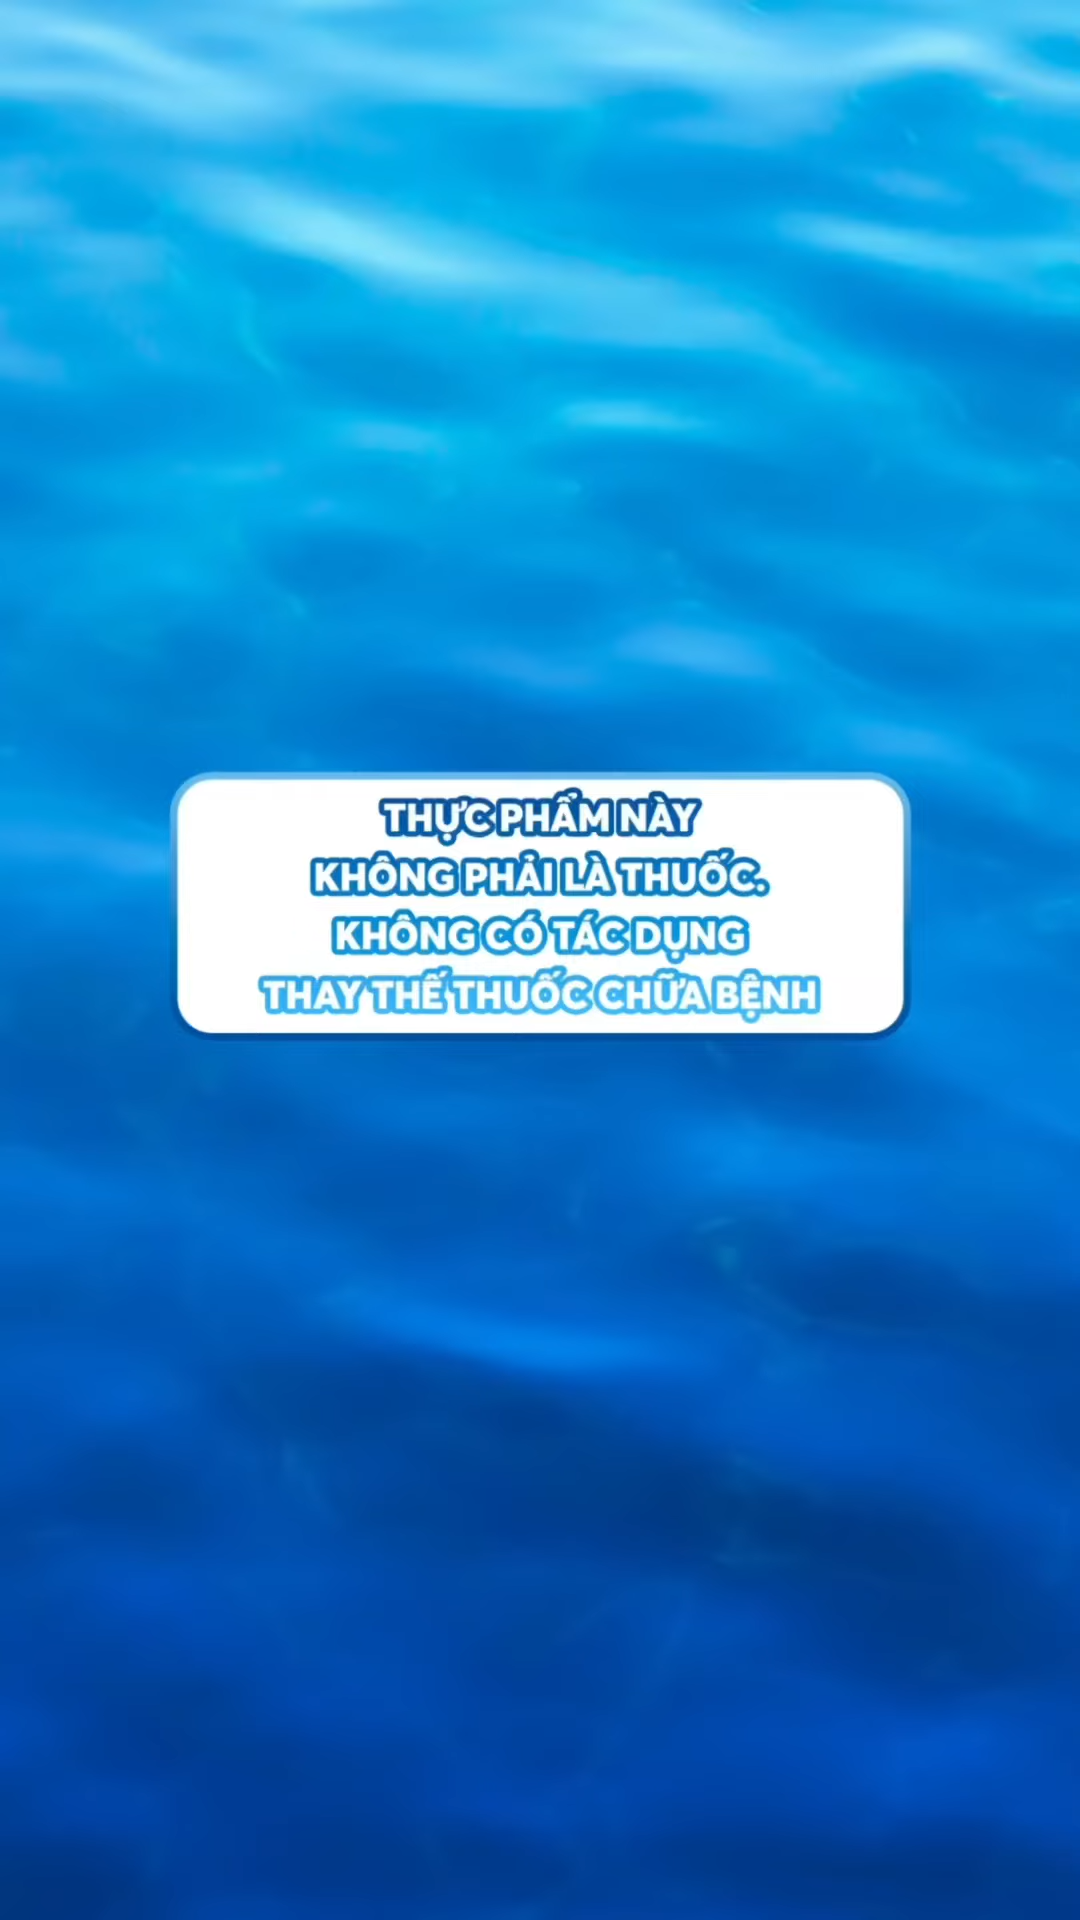 THỰC PHẨM NÀY
KHÔNG PHẢI LÀ THUỐC.
KHÔNG CÓ TÁC DỤNG
THAY THẾ THUỐC CHỮA BỆNH